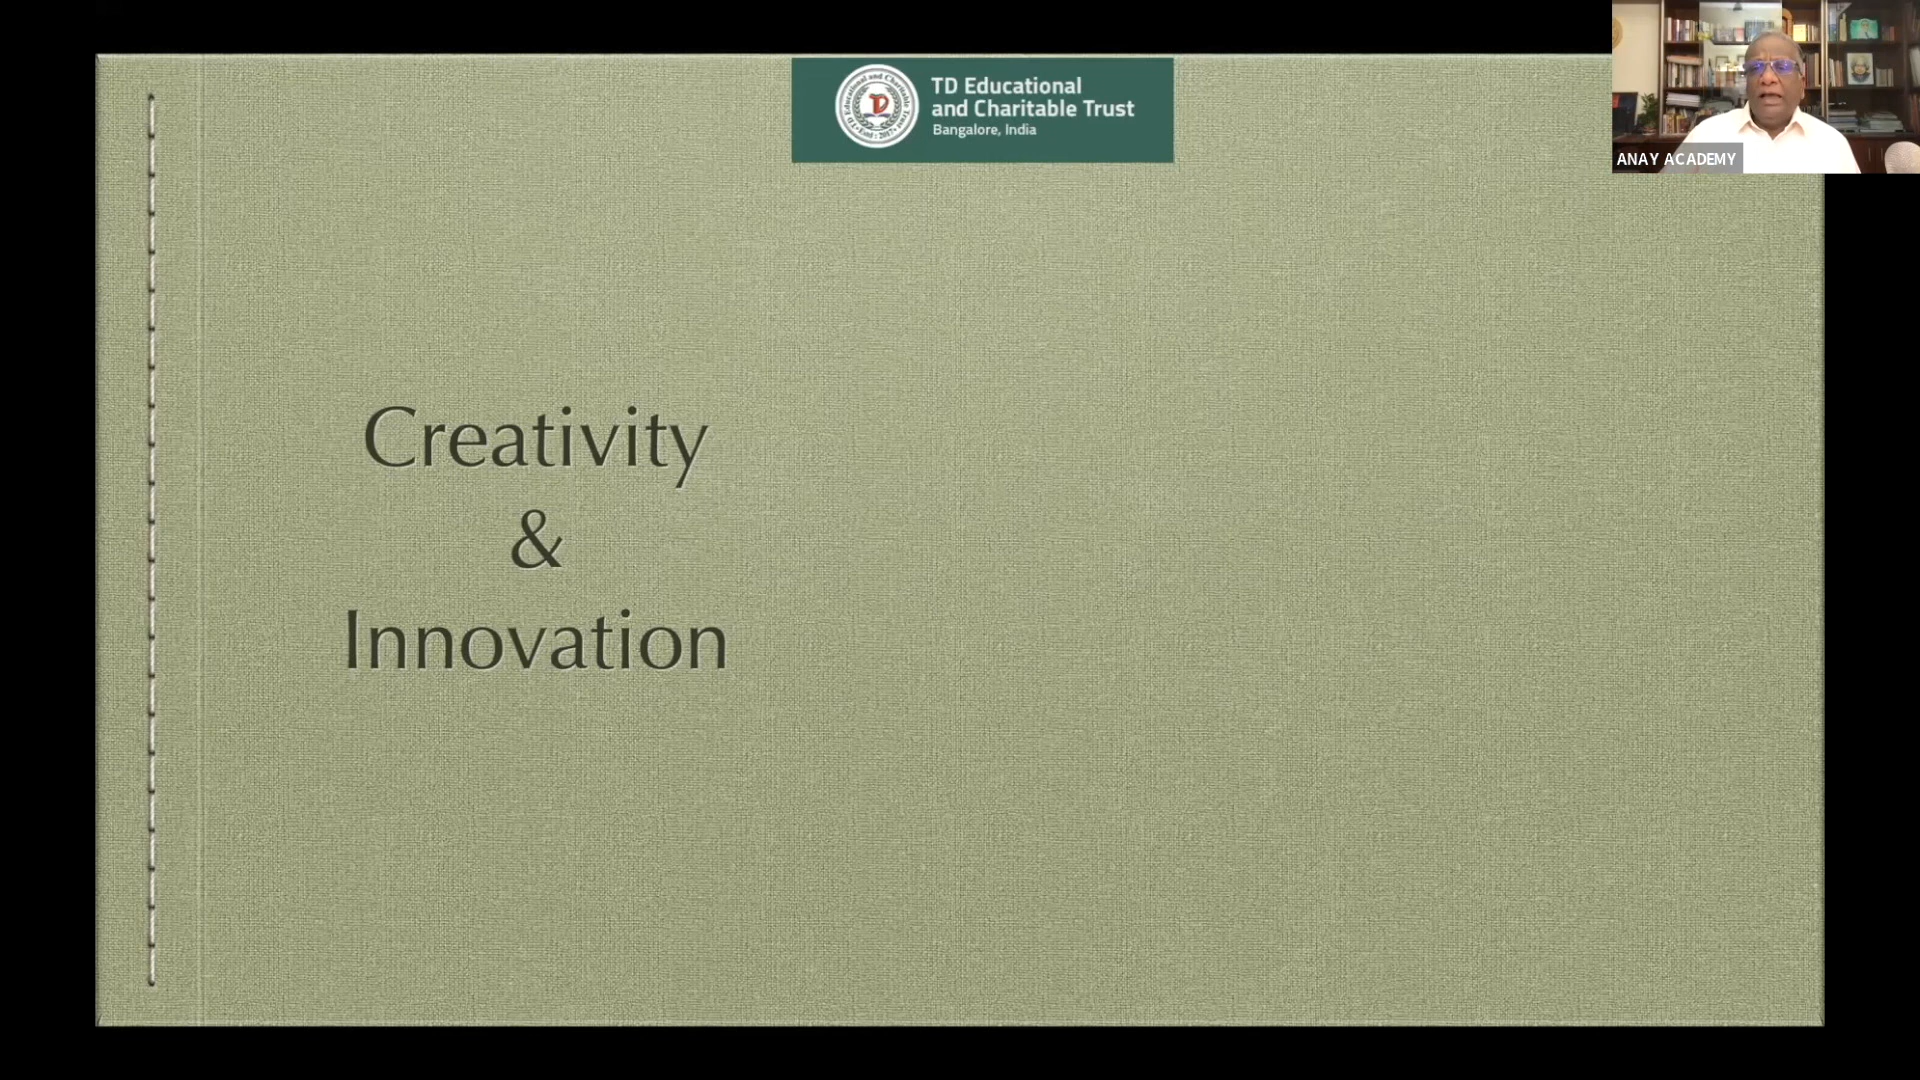 TD Educational
and Charitable Trust
Bangalore, India
ANAY ACADEMY
Creativity
&
Innovation